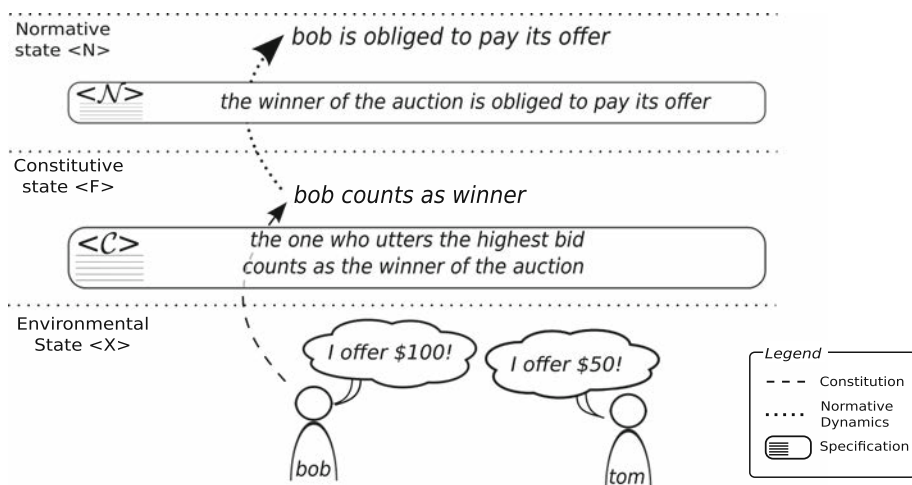 Normative
state <N>
bob is obliged to pay its offer
<𝒩>
the winner of the auction is obliged to pay its offer
Constitutive
state <F>
bob counts as winner
<𝒞>
the one who utters the highest bid
counts as the winner of the auction
Environmental
State <X>
I offer $100!
I offer $50!
bob
tom
Legend
Constitution
Normative
Dynamics
Specification